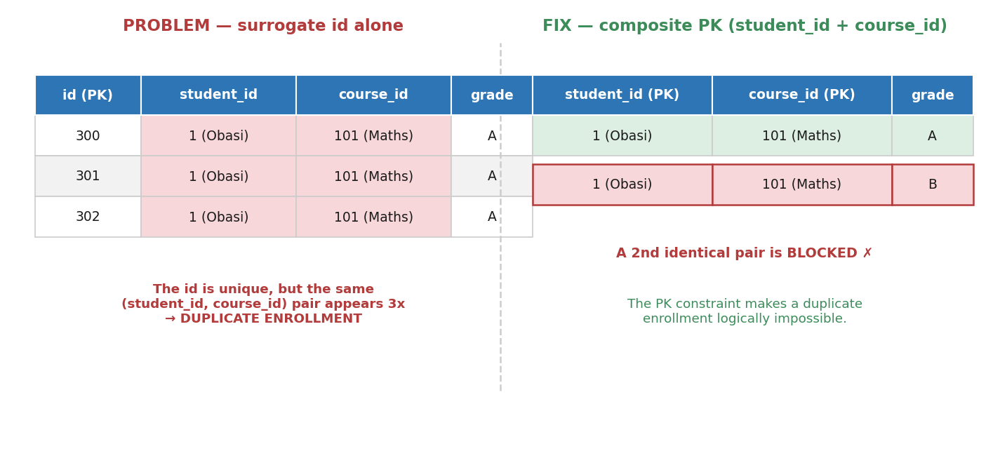 PROBLEM — surrogate id alone
id (PK) student_id course_id grade
300 1 (Obasi) 101 (Maths) A
301 1 (Obasi) 101 (Maths) A
302 1 (Obasi) 101 (Maths) A
The id is unique, but the same
(student_id, course_id) pair appears 3x
→ DUPLICATE ENROLLMENT
FIX — composite PK (student_id + course_id)
student_id (PK) course_id (PK) grade
1 (Obasi) 101 (Maths) A
1 (Obasi) 101 (Maths) B
A 2nd identical pair is BLOCKED ✗
The PK constraint makes a duplicate
enrollment logically impossible.